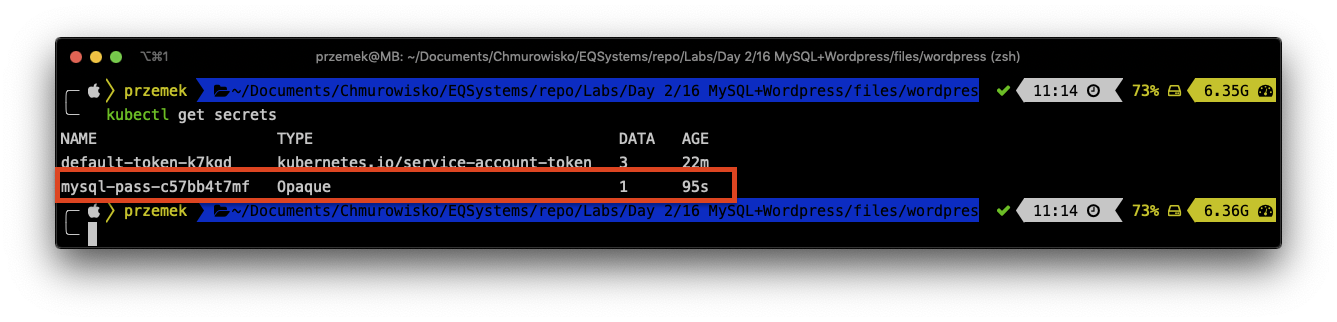 ⌥⌘1 przemek@MB: ~/Documents/Chmurowisko/EQSystems/repo/Labs/Day 2/16 MySQL+Wordpress/files/wordpress (zsh)
przemek ~/Documents/Chmurowisko/EQSystems/repo/Labs/Day 2/16 MySQL+Wordpress/files/wordpres ✔ 11:14 73% 6.35G
kubectl get secrets
NAME TYPE DATA AGE
default-token-k7kqd kubernetes.io/service-account-token 3 22m
mysql-pass-c57bb4t7mf Opaque 1 95s
przemek ~/Documents/Chmurowisko/EQSystems/repo/Labs/Day 2/16 MySQL+Wordpress/files/wordpres ✔ 11:14 73% 6.36G